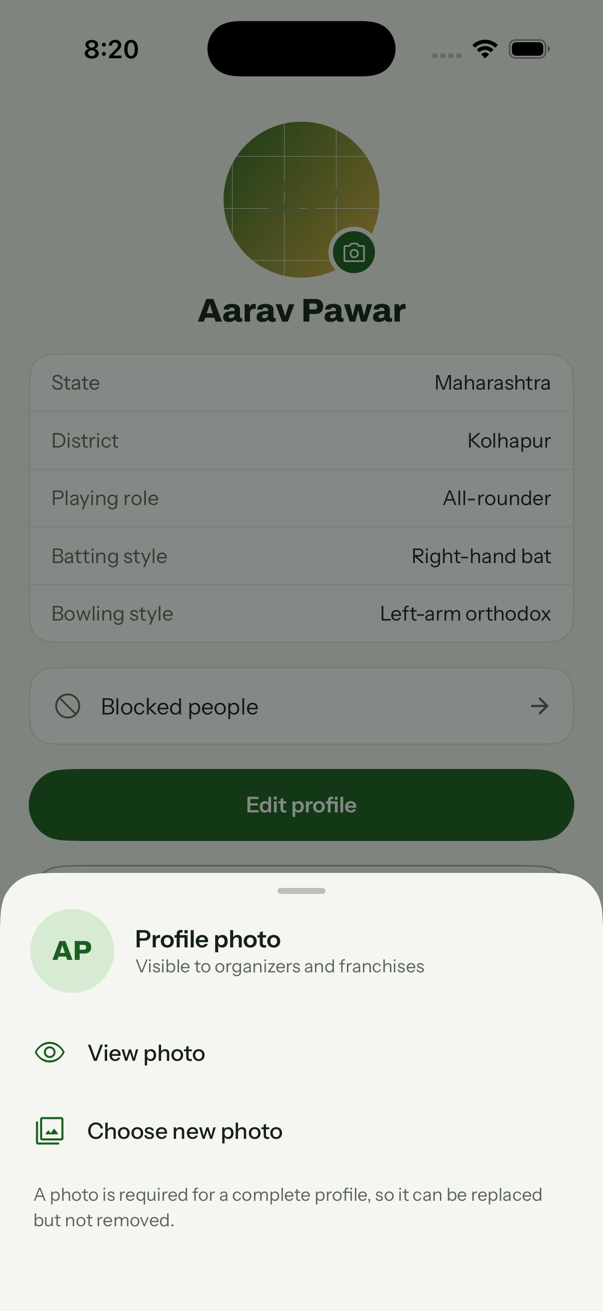 8:20
Aarav Pawar
State Maharashtra
District Kolhapur
Playing role All-rounder
Batting style Right-hand bat
Bowling style Left-arm orthodox
Blocked people
Edit profile
AP
Profile photo
Visible to organizers and franchises
View photo
Choose new photo
A photo is required for a complete profile, so it can be replaced
but not removed.